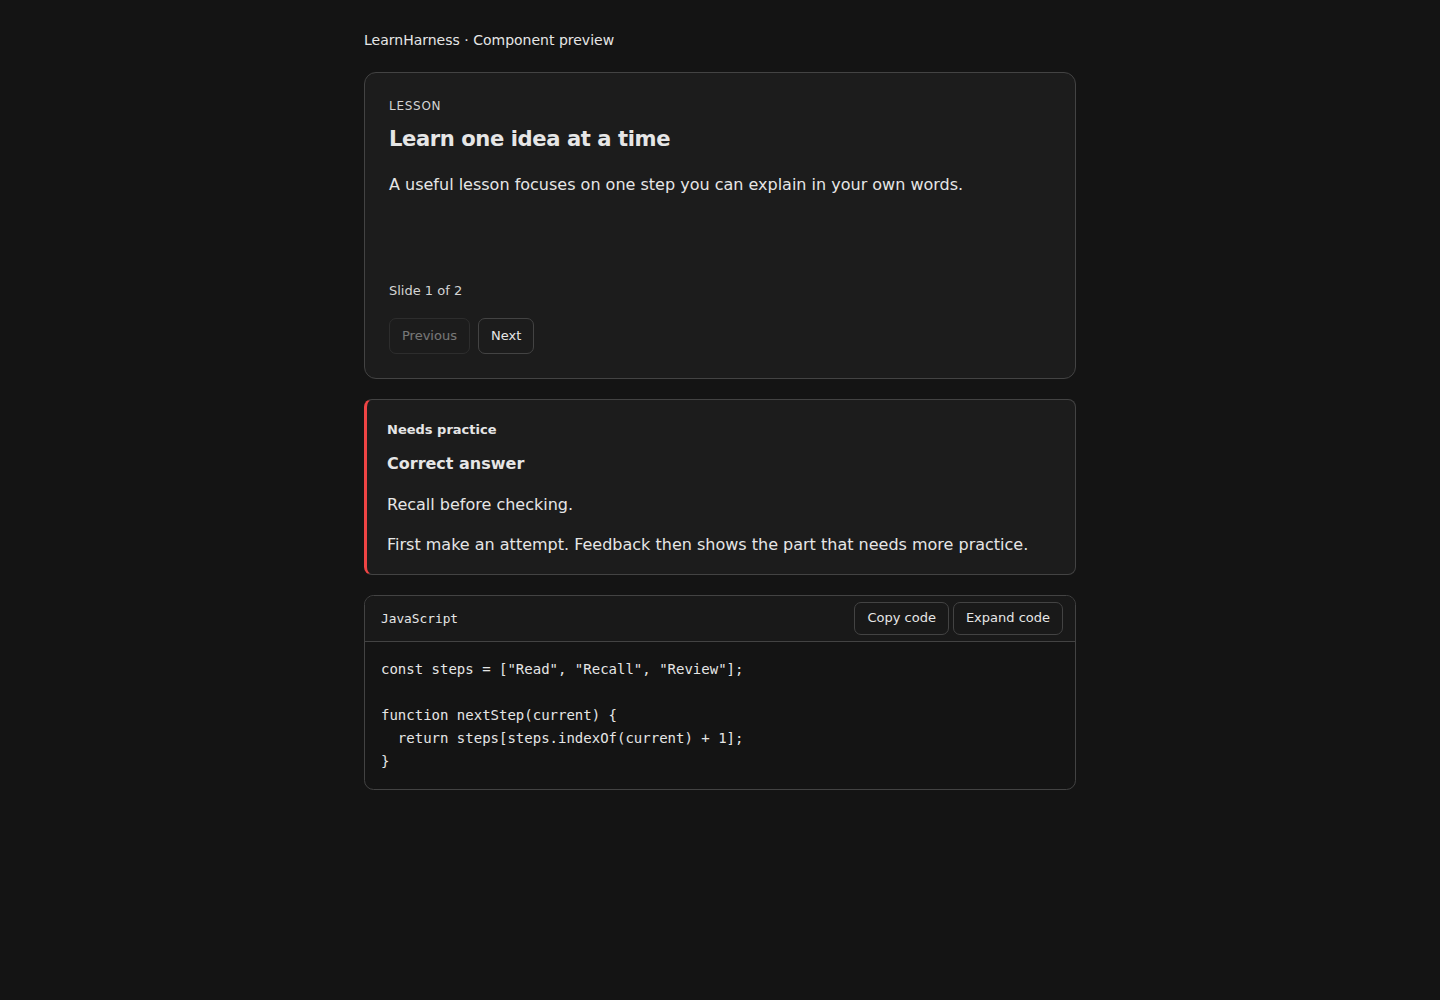 LearnHarness · Component preview
LESSON
Learn one idea at a time
A useful lesson focuses on one step you can explain in your own words.
Slide 1 of 2
Previous Next
Needs practice
Correct answer
Recall before checking.
First make an attempt. Feedback then shows the part that needs more practice.
JavaScript Copy code Expand code
const steps = ["Read", "Recall", "Review"];

function nextStep(current) {
  return steps[steps.indexOf(current) + 1];
}